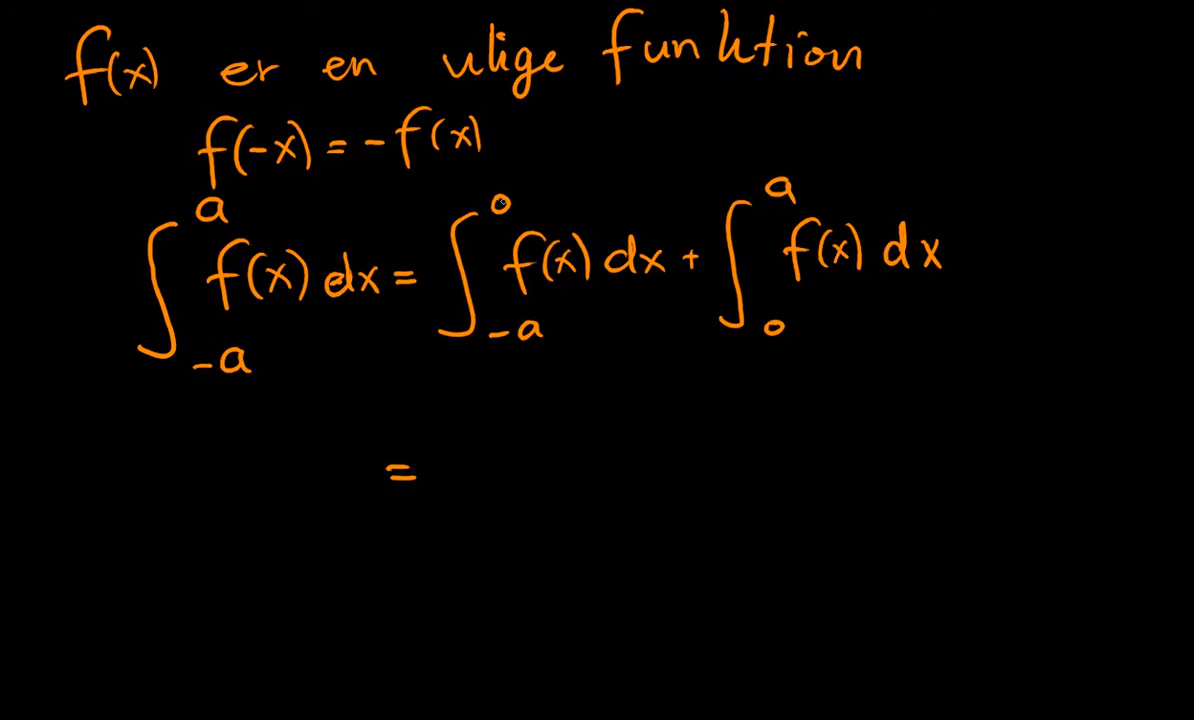 f(x) er en ulige funktion
f(-x) = -f(x)
∫_{-a}^{a} f(x) dx = ∫_{-a}^{0} f(x) dx + ∫_{0}^{a} f(x) dx
=